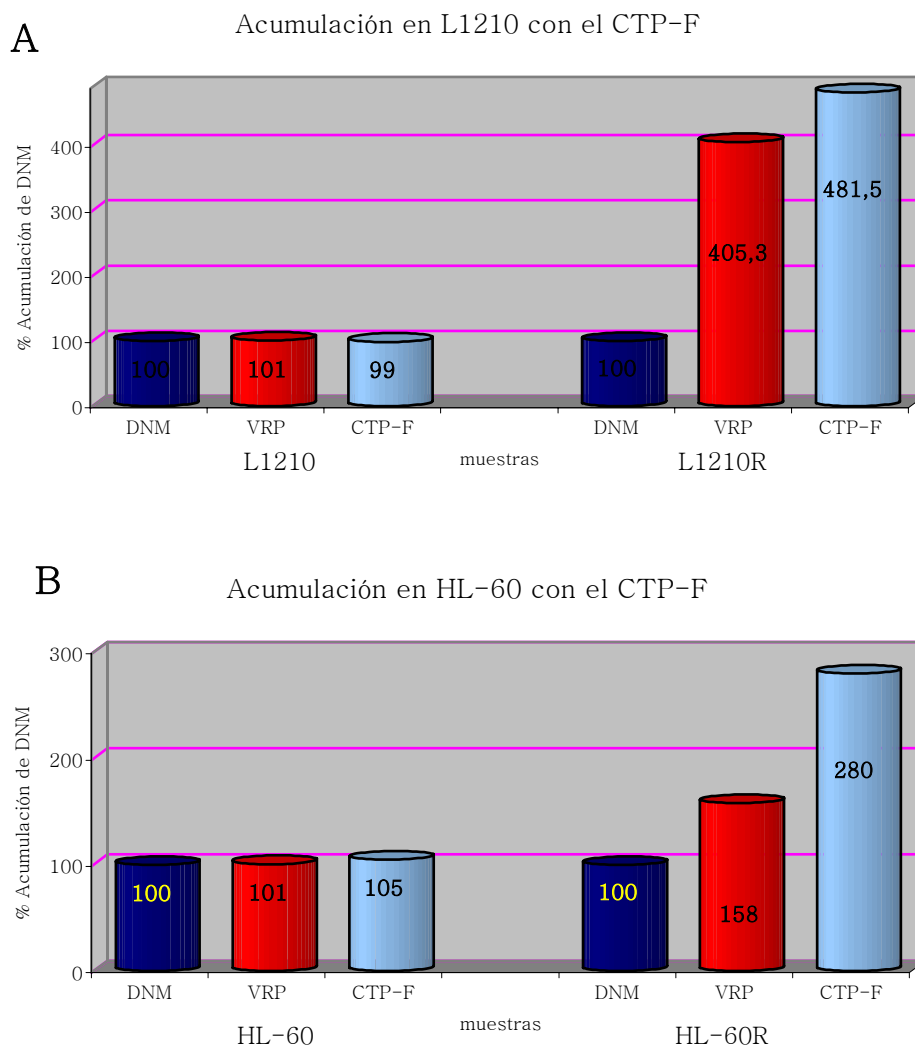 A
Acumulación en L1210 con el CTP-F
% Acumulación de DNM
400
300
200
100
0
100
101
99
100
405,3
481,5
DNM VRP CTP-F DNM VRP CTP-F
L1210 muestras L1210R
B
Acumulación en HL-60 con el CTP-F
% Acumulación de DNM
300
200
100
0
100
101
105
100
158
280
DNM VRP CTP-F DNM VRP CTP-F
HL-60 muestras HL-60R